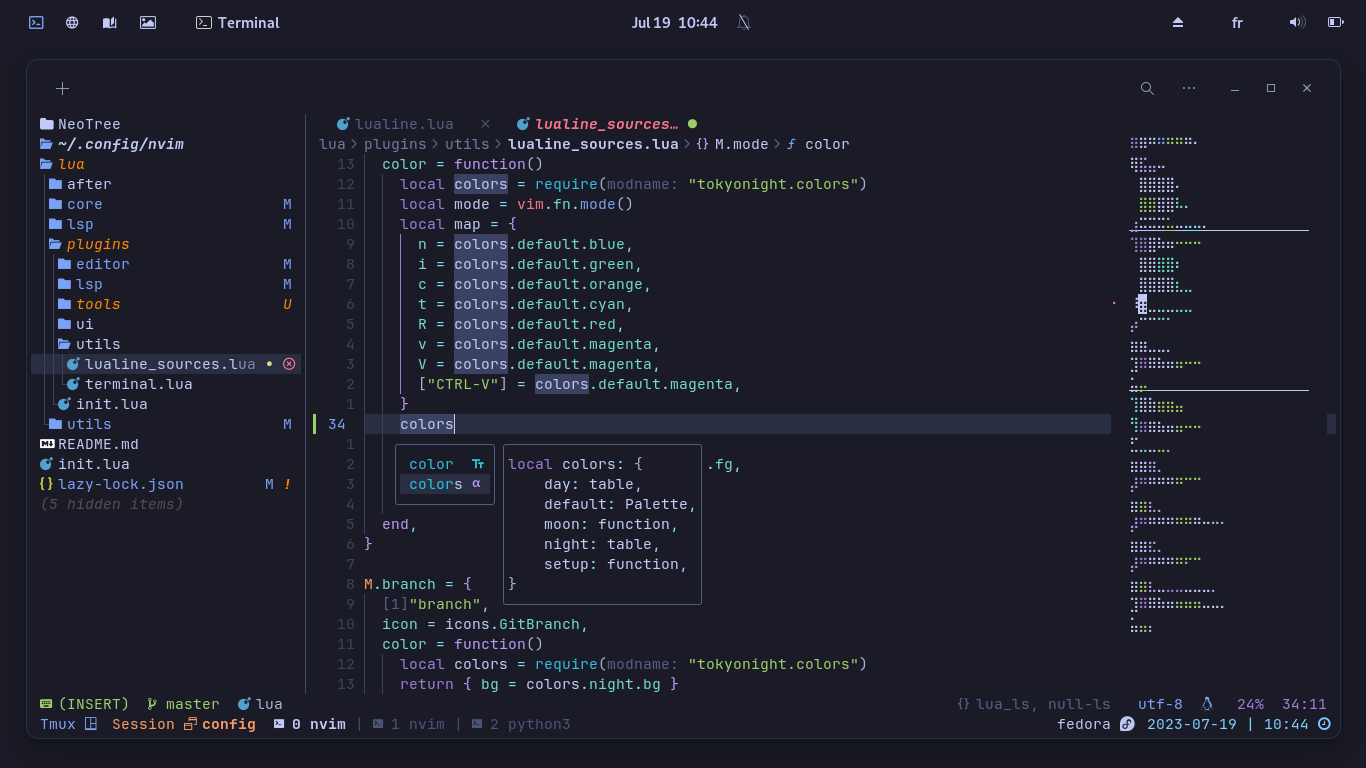 Terminal
Jul 19 10:44
fr
NeoTree
~/.config/nvim
lua
after
core M
lsp M
plugins
editor M
lsp M
tools U
ui
utils
lualine_sources.lua
terminal.lua
init.lua
utils M
README.md
init.lua
lazy-lock.json M !
(5 hidden items)
lualine.lua
lualine_sources…
lua > plugins > utils > lualine_sources.lua > {} M.mode > ƒ color
13 color = function()
12 local colors = require(modname: "tokyonight.colors")
11 local mode = vim.fn.mode()
10 local map = {
9 n = colors.default.blue,
8 i = colors.default.green,
7 c = colors.default.orange,
6 t = colors.default.cyan,
5 R = colors.default.red,
4 v = colors.default.magenta,
3 V = colors.default.magenta,
2 ["CTRL-V"] = colors.default.magenta,
1 }
34 colors
1
2 .fg,
3
4
5 end,
6 }
7
8 M.branch = {
9 [1]"branch",
10 icon = icons.GitBranch,
11 color = function()
12 local colors = require(modname: "tokyonight.colors")
13 return { bg = colors.night.bg }
color
colors α
local colors: {
day: table,
default: Palette,
moon: function,
night: table,
setup: function,
}
(INSERT) master lua
{} lua_ls, null-ls utf-8 24% 34:11
Tmux Session config 0 nvim | 1 nvim | 2 python3
fedora 2023-07-19 | 10:44